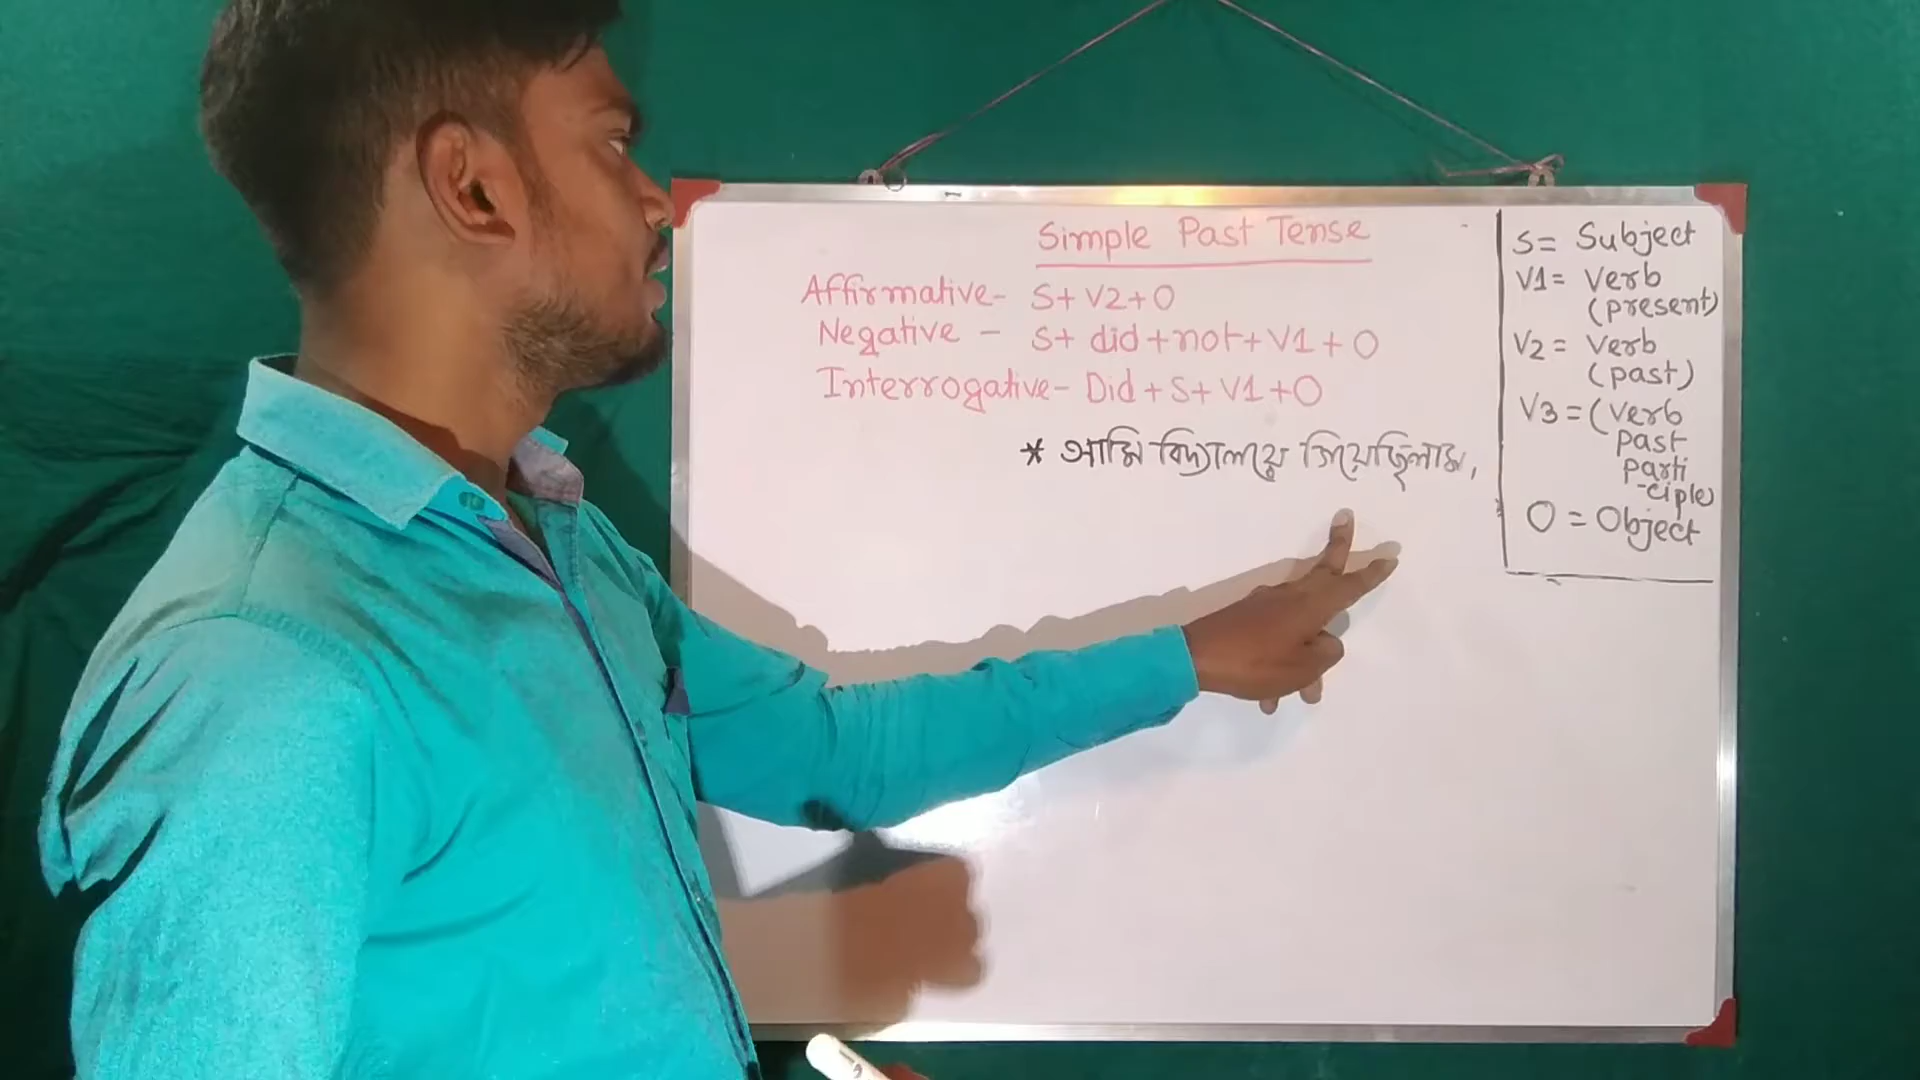 Simple Past Tense
Affirmative- S+ V2+O
Negative - S+ did+not+V1+O
Interrogative- Did+S+V1+O
* আমি বিদ্যালয়ে গিয়েছিলাম,
S= Subject
V1= Verb
(present)
V2= Verb
(past)
V3=(Verb
past
parti
-ciple)
O = Object